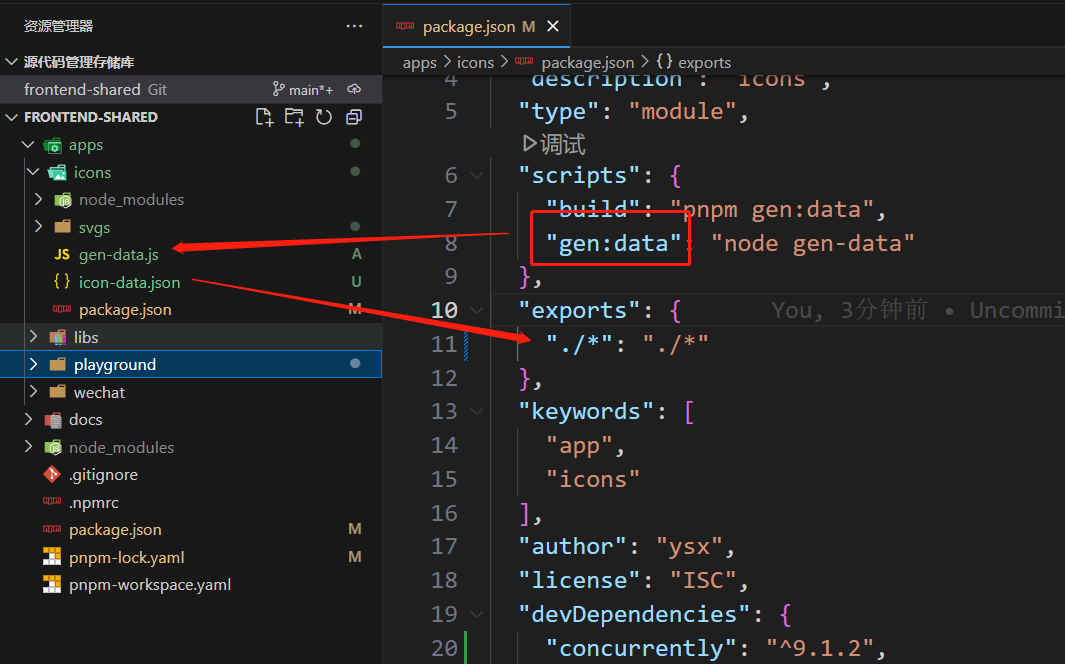 资源管理器
源代码管理存储库
frontend-shared Git main*+
FRONTEND-SHARED
apps
icons
node_modules
svgs
JS gen-data.js A
{ } icon-data.json U
package.json M
libs
playground
wechat
docs
node_modules
.gitignore
.npmrc
package.json M
pnpm-lock.yaml M
pnpm-workspace.yaml
package.json M
apps > icons > package.json > { } exports
4 "description": "icons",
5 "type": "module",
调试
6 "scripts": {
7 "build": "pnpm gen:data",
8 "gen:data": "node gen-data"
9 },
10 "exports": { You, 3分钟前 • Uncommi
11 "./*": "./*"
12 },
13 "keywords": [
14 "app",
15 "icons"
16 ],
17 "author": "ysx",
18 "license": "ISC",
19 "devDependencies": {
20 "concurrently": "^9.1.2",